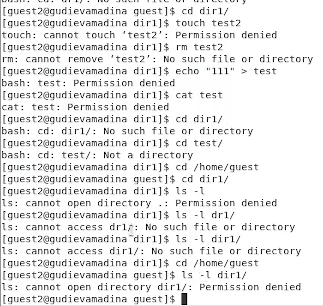 bash: cd: dir1/: No such file or directory
[guest2@gudievamadina guest]$ cd dir1/
[guest2@gudievamadina dir1]$ touch test2
touch: cannot touch ‘test2’: Permission denied
[guest2@gudievamadina dir1]$ rm test2
rm: cannot remove ‘test2’: No such file or directory
[guest2@gudievamadina dir1]$ echo "111" > test
bash: test: Permission denied
[guest2@gudievamadina dir1]$ cat test
cat: test: Permission denied
[guest2@gudievamadina dir1]$ cd dir1/
bash: cd: dir1/: No such file or directory
[guest2@gudievamadina dir1]$ cd test/
bash: cd: test/: Not a directory
[guest2@gudievamadina dir1]$ cd /home/guest
[guest2@gudievamadina guest]$ cd dir1/
[guest2@gudievamadina dir1]$ ls -l
ls: cannot open directory .: Permission denied
[guest2@gudievamadina dir1]$ ls -l dr1/
ls: cannot access dr1/: No such file or directory
[guest2@gudievamadina dir1]$ ls -l dir1/
ls: cannot access dir1/: No such file or directory
[guest2@gudievamadina dir1]$ cd /home/guest
[guest2@gudievamadina guest]$ ls -l dir1/
ls: cannot open directory dir1/: Permission denied
[guest2@gudievamadina guest]$